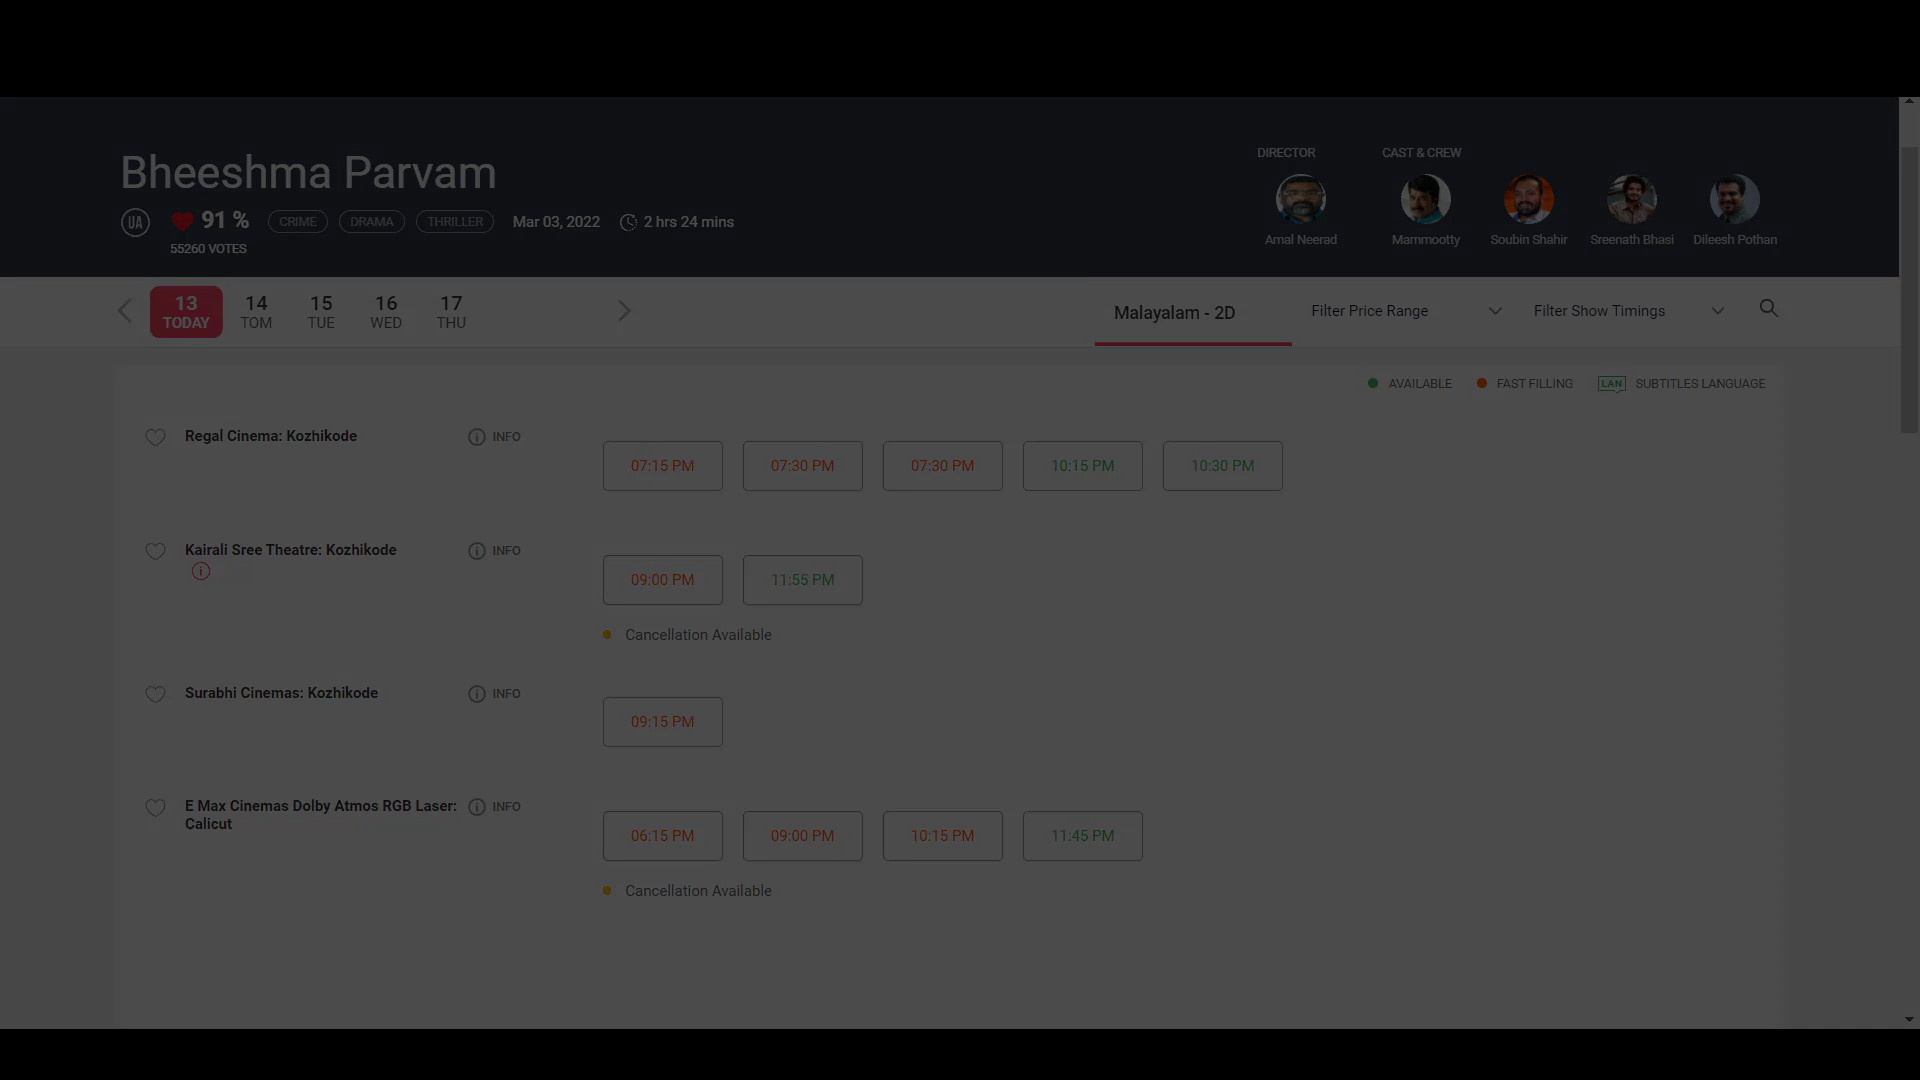 Bheeshma Parvam
UA
91 %
CRIME
DRAMA
THRILLER
Mar 03, 2022
2 hrs 24 mins
55260 VOTES
DIRECTOR
CAST & CREW
Amal Neerad
Mammootty
Soubin Shahir
Sreenath Bhasi
Dileesh Pothan
13
TODAY
14
TOM
15
TUE
16
WED
17
THU
Malayalam - 2D
Filter Price Range
Filter Show Timings
AVAILABLE
FAST FILLING
LAN
SUBTITLES LANGUAGE
Regal Cinema: Kozhikode
INFO
07:15 PM
07:30 PM
07:30 PM
10:15 PM
10:30 PM
Kairali Sree Theatre: Kozhikode
INFO
09:00 PM
11:55 PM
Cancellation Available
Surabhi Cinemas: Kozhikode
INFO
09:15 PM
E Max Cinemas Dolby Atmos RGB Laser:
Calicut
INFO
06:15 PM
09:00 PM
10:15 PM
11:45 PM
Cancellation Available